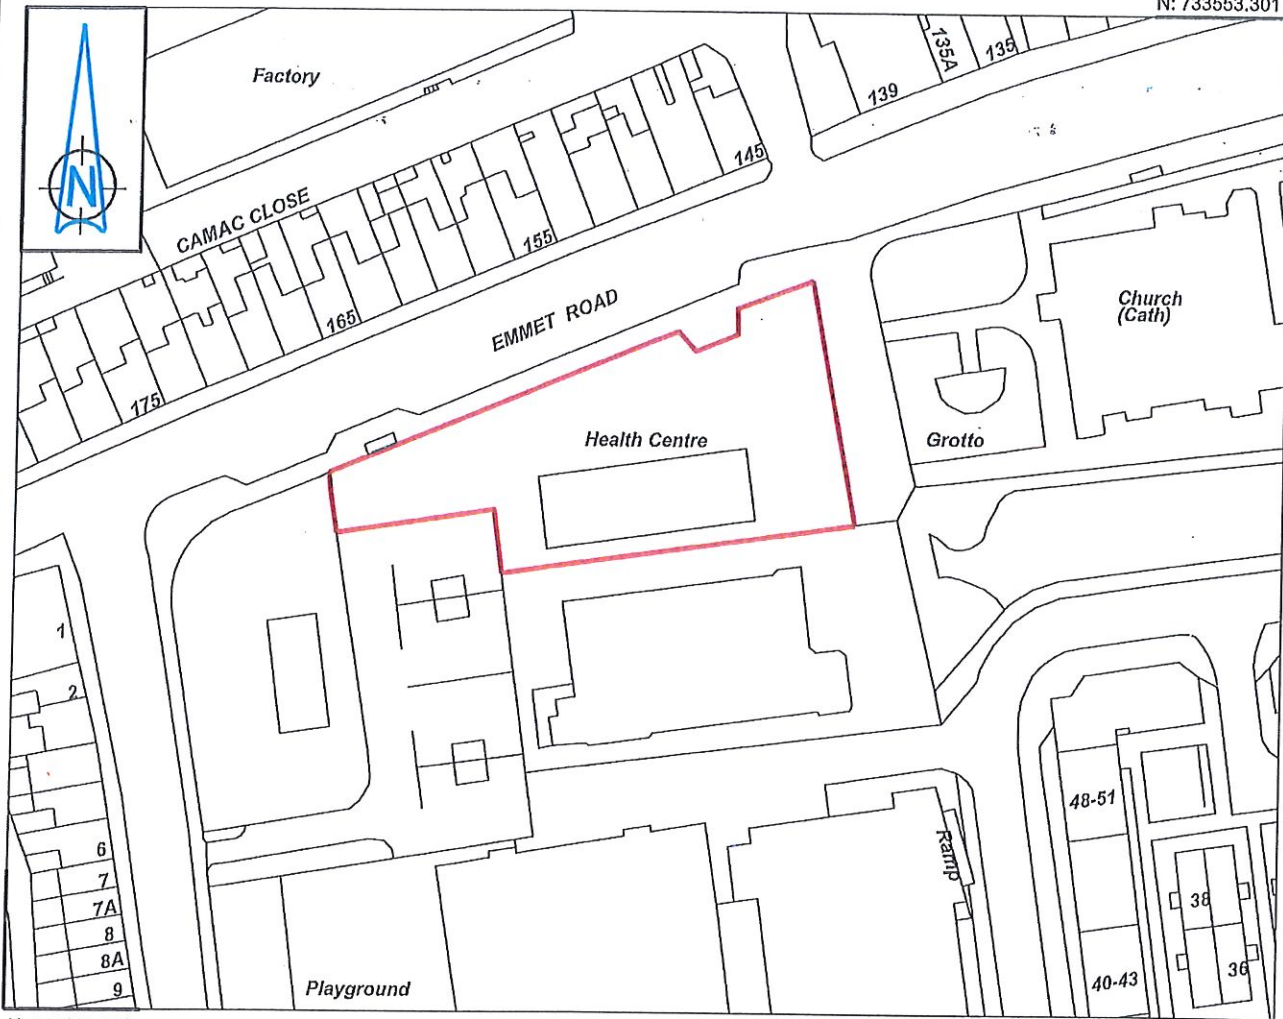 N: 733553,301
N
Factory
135A
135
139
145
CAMAC CLOSE
155
165
175
EMMET ROAD
Church
(Cath)
Health Centre
Grotto
1
2
6
7
7A
8
8A
9
48-51
Ramp
38
36
40-43
Playground